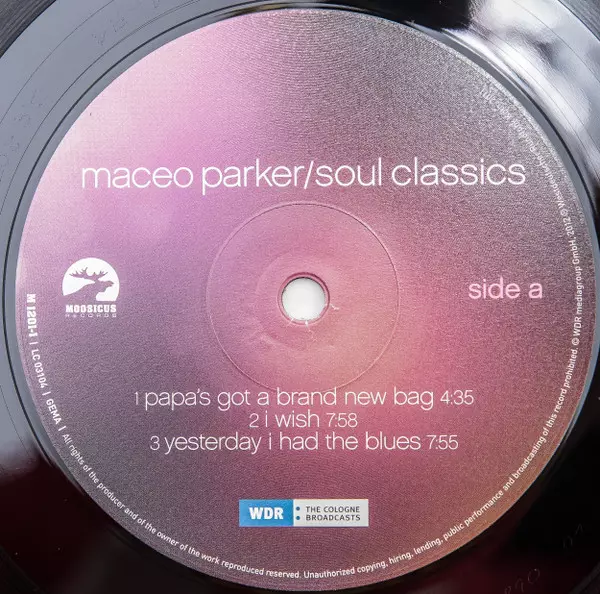 maceo parker/soul classics
side a
MOOSICUS
RECORDS
M 1201-1 | LC 03104 | GEMA |
1 papa's got a brand new bag 4:35
2 i wish 7:58
3 yesterday i had the blues 7:55
WDR THE COLOGNE
BROADCASTS
All rights of the producer and of the owner of the work reproduced reserved. Unauthorized copying, hiring, lending, public performance and broadcasting of this record prohibited. © WDR mediagroup GmbH, 2012